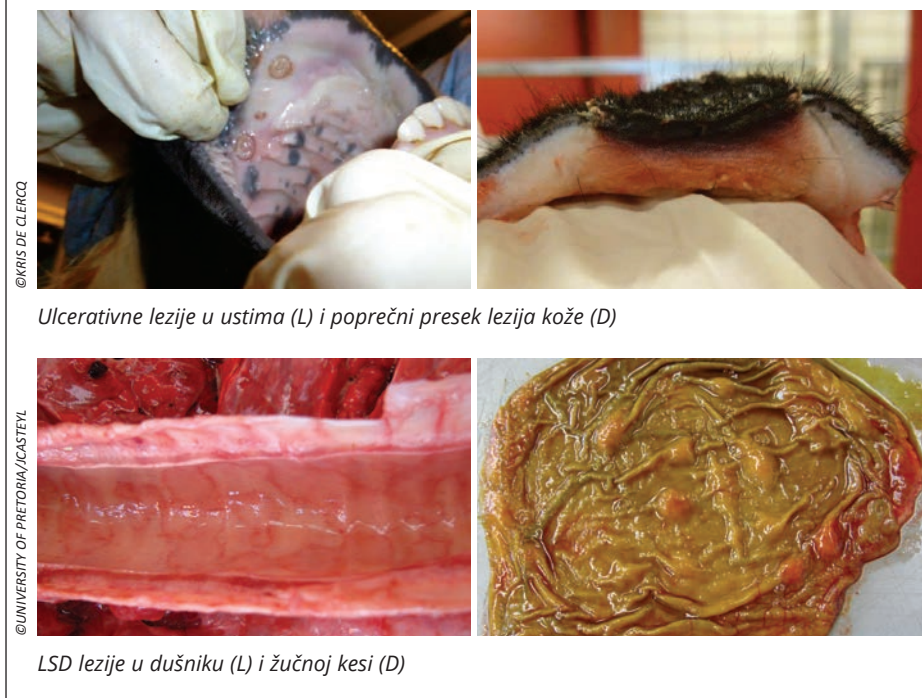 ©KRIS DE CLERCQ
Ulcerativne lezije u ustima (L) i poprečni presek lezija kože (D)
©UNIVERSITY OF PRETORIA/JCASTEYL
LSD lezije u dušniku (L) i žučnoj kesi (D)